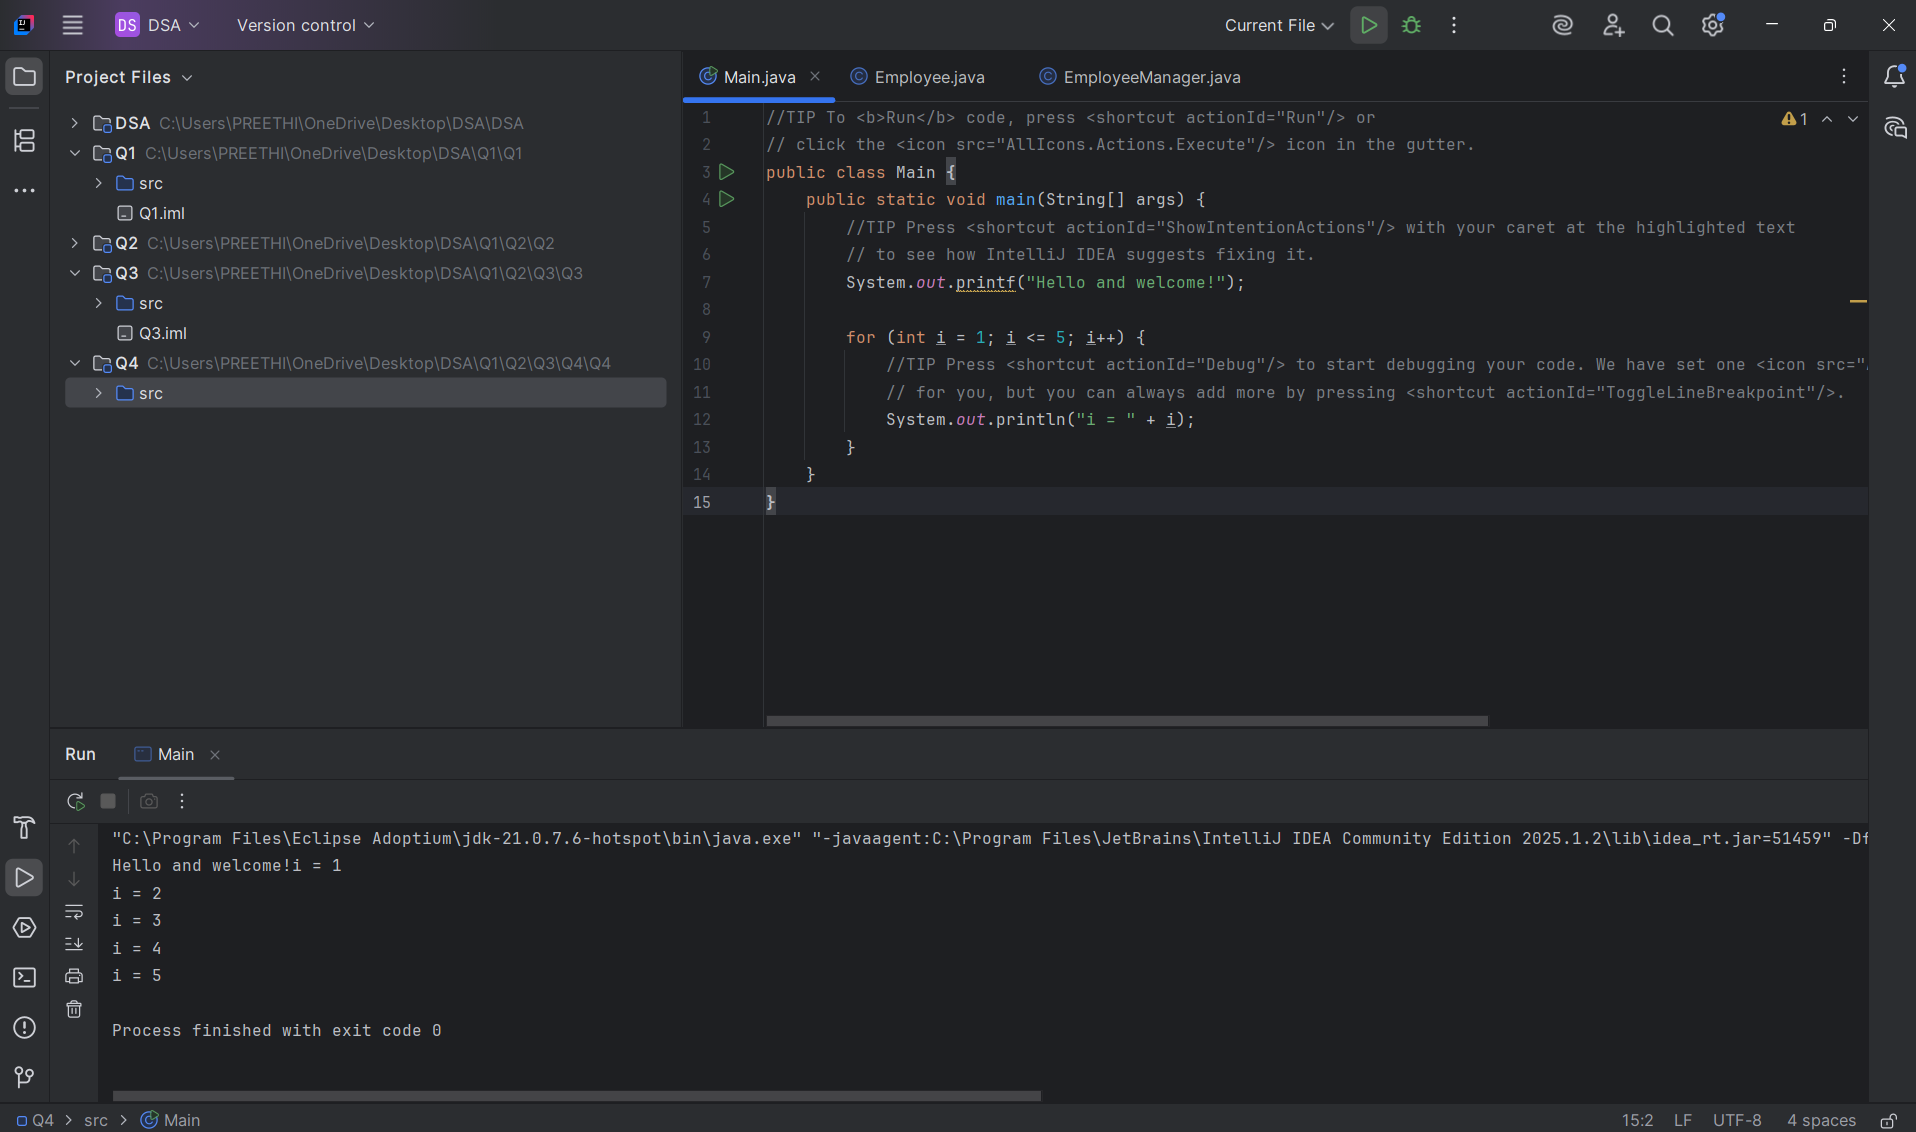 DS DSA Version control Current File
Project Files
Main.java Employee.java EmployeeManager.java
DSA C:\Users\PREETHI\OneDrive\Desktop\DSA\DSA
Q1 C:\Users\PREETHI\OneDrive\Desktop\DSA\Q1\Q1
src
Q1.iml
Q2 C:\Users\PREETHI\OneDrive\Desktop\DSA\Q1\Q2\Q2
Q3 C:\Users\PREETHI\OneDrive\Desktop\DSA\Q1\Q2\Q3\Q3
src
Q3.iml
Q4 C:\Users\PREETHI\OneDrive\Desktop\DSA\Q1\Q2\Q3\Q4\Q4
src
1 //TIP To <b>Run</b> code, press <shortcut actionId="Run"/> or
1
2 // click the <icon src="AllIcons.Actions.Execute"/> icon in the gutter.
3 public class Main {
4 public static void main(String[] args) {
5 //TIP Press <shortcut actionId="ShowIntentionActions"/> with your caret at the highlighted text
6 // to see how IntelliJ IDEA suggests fixing it.
7 System.out.printf("Hello and welcome!");
8
9 for (int i = 1; i <= 5; i++) {
10 //TIP Press <shortcut actionId="Debug"/> to start debugging your code. We have set one <icon src="
11 // for you, but you can always add more by pressing <shortcut actionId="ToggleLineBreakpoint"/>.
12 System.out.println("i = " + i);
13 }
14 }
15 }
Run Main
"C:\Program Files\Eclipse Adoptium\jdk-21.0.7.6-hotspot\bin\java.exe" "-javaagent:C:\Program Files\JetBrains\IntelliJ IDEA Community Edition 2025.1.2\lib\idea_rt.jar=51459" -Df
Hello and welcome!i = 1
i = 2
i = 3
i = 4
i = 5
Process finished with exit code 0
Q4 src Main 15:2 LF UTF-8 4 spaces